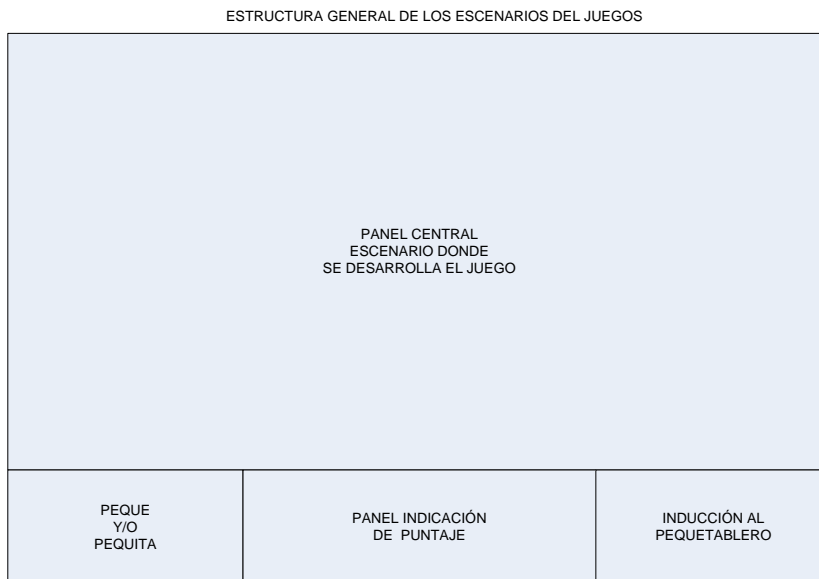 ESTRUCTURA GENERAL DE LOS ESCENARIOS DEL JUEGOS
PANEL CENTRAL
ESCENARIO DONDE
SE DESARROLLA EL JUEGO
PEQUE
Y/O
PEQUITA
PANEL INDICACIÓN
DE PUNTAJE
INDUCCIÓN AL
PEQUETABLERO